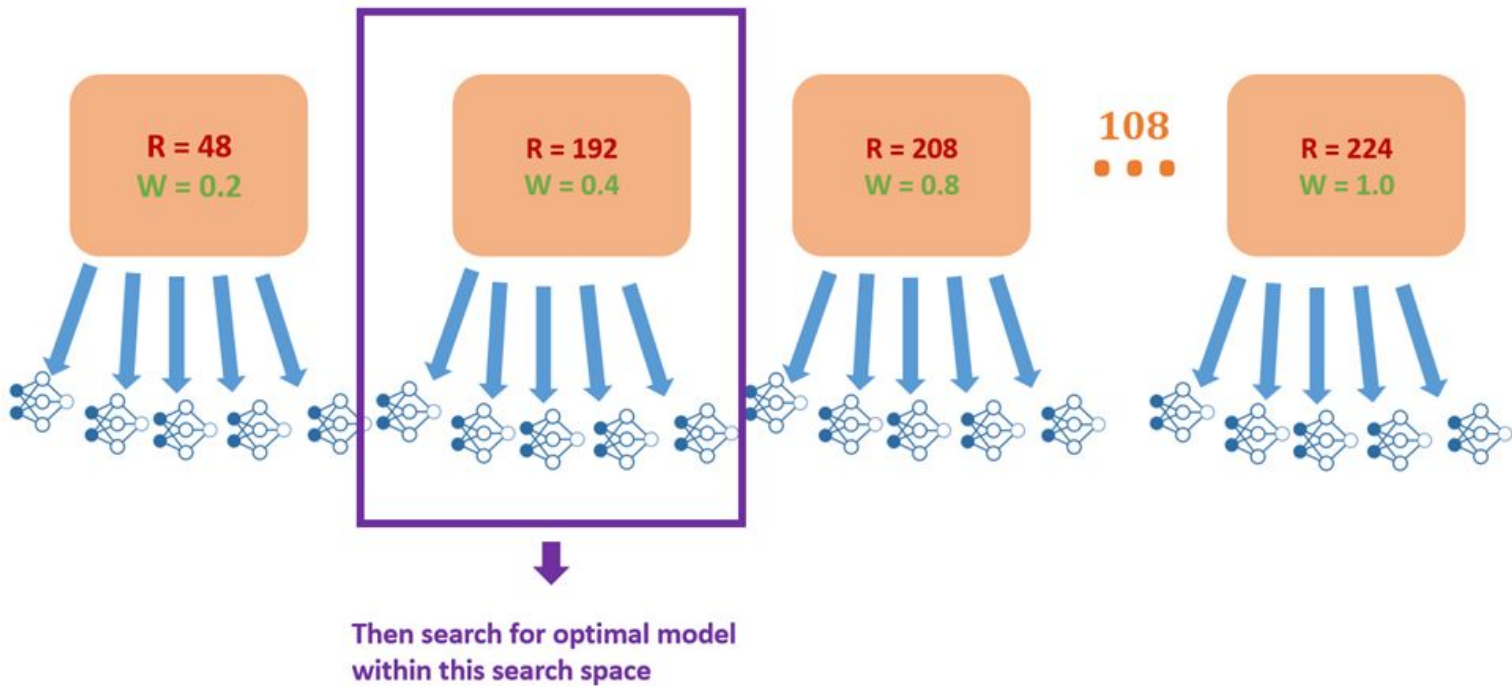 R = 48
W = 0.2
R = 192
W = 0.4
R = 208
W = 0.8
108
R = 224
W = 1.0
Then search for optimal model
within this search space